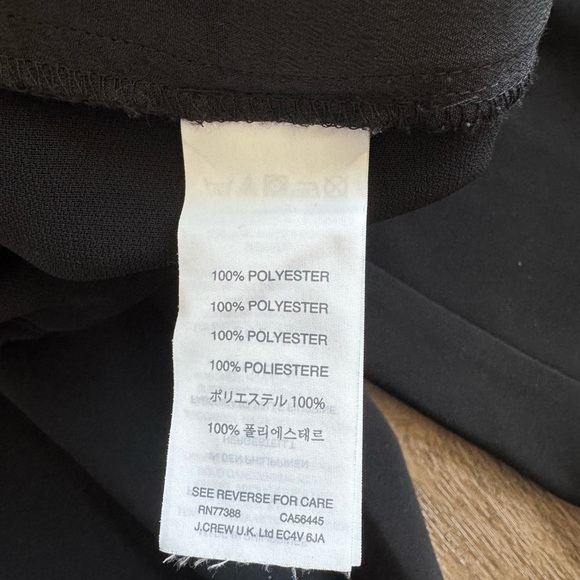 100% POLYESTER
100% POLYESTER
100% POLYESTER
100% POLIESTERE
ポリエステル 100%
100% 폴리에스테르
SEE REVERSE FOR CARE
RN77388 CA56445
J.CREW U.K. Ltd EC4V 6JA